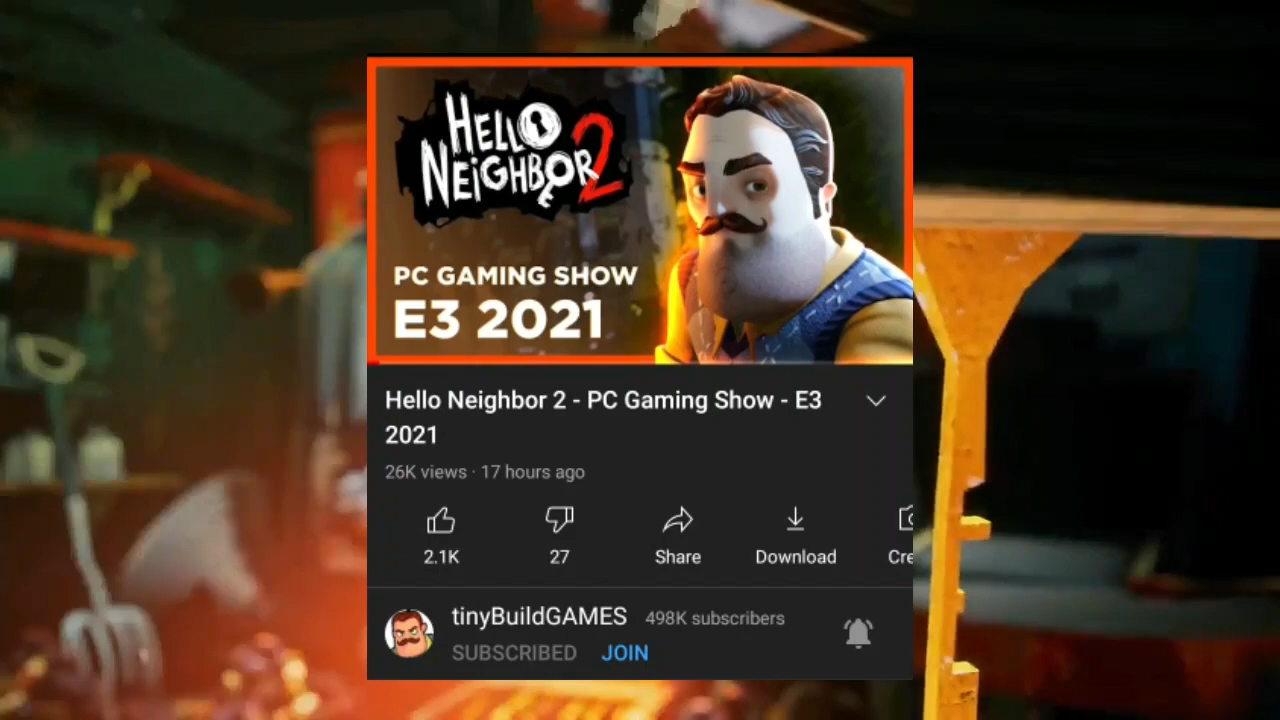 HELLO
NEIGHBOR 2
PC GAMING SHOW
E3 2021
Hello Neighbor 2 - PC Gaming Show - E3
2021
26K views · 17 hours ago
2.1K 27 Share Download Cre
tinyBuildGAMES 498K subscribers
SUBSCRIBED JOIN